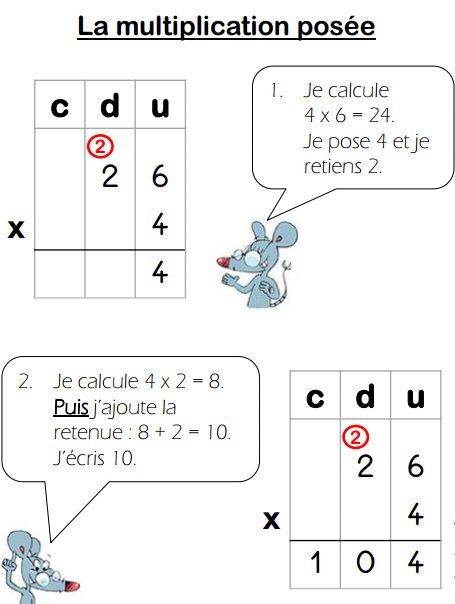 La multiplication posée
c d u
1. Je calcule
4 x 6 = 24.
Je pose 4 et je
retiens 2.
2
2 6
x 4
4
2. Je calcule 4 x 2 = 8.
Puis j'ajoute la
retenue : 8 + 2 = 10.
J'écris 10.
c d u
2
2 6
x 4
1 0 4